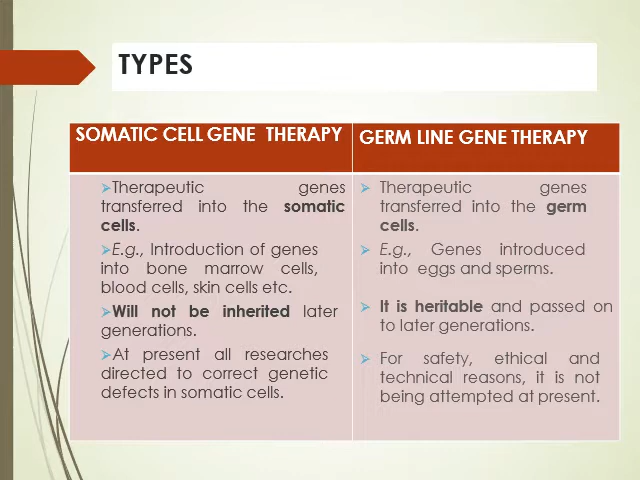 TYPES
SOMATIC CELL GENE THERAPY
GERM LINE GENE THERAPY
➢Therapeutic genes
transferred into the somatic
cells.
➢E.g., Introduction of genes
into bone marrow cells,
blood cells, skin cells etc.
➢Will not be inherited later
generations.
➢At present all researches
directed to correct genetic
defects in somatic cells.
➢ Therapeutic genes
transferred into the germ
cells.
➢ E.g., Genes introduced
into eggs and sperms.
➢ It is heritable and passed on
to later generations.
➢ For safety, ethical and
technical reasons, it is not
being attempted at present.